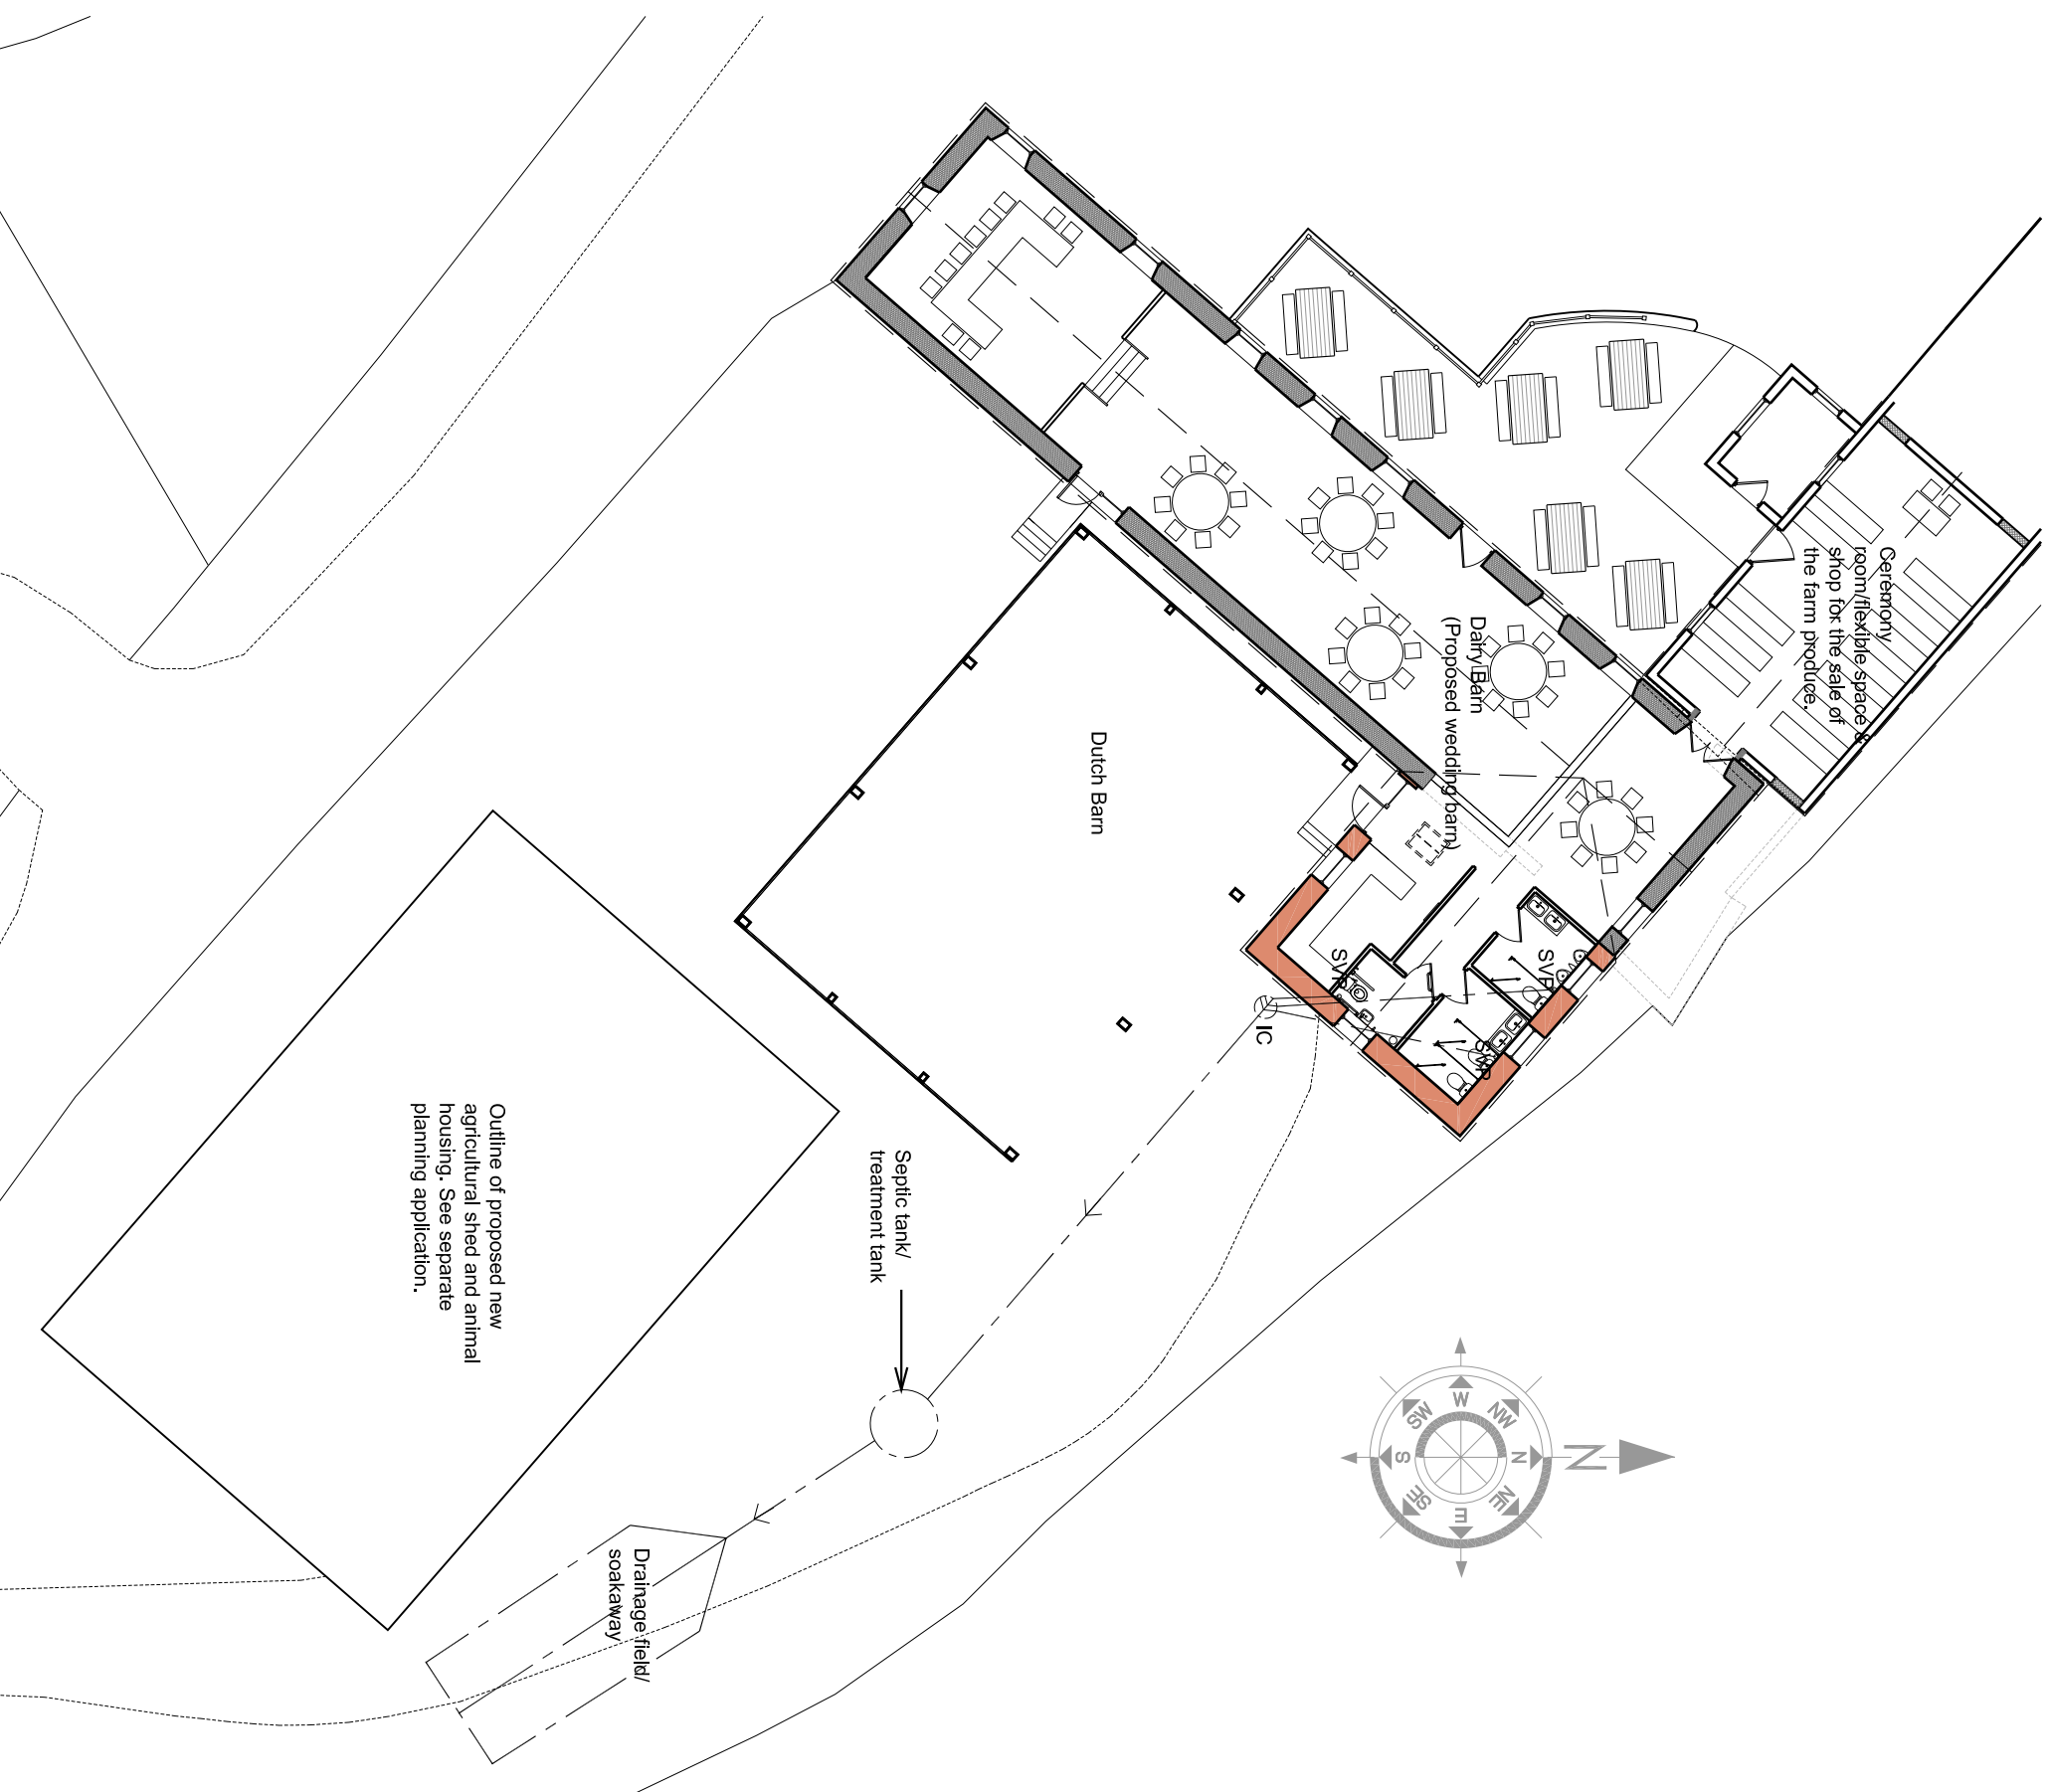 Ceremony
room/flexible space &
shop for the sale of
the farm produce.
Dairy Barn
(Proposed wedding barn)
Dutch Barn
SVP
SVP
SVP
IC
Septic tank/
treatment tank
Outline of proposed new
agricultural shed and animal
housing. See separate
planning application.
Drainage field/
soakaway
N
N
NE
E
SE
S
SW
W
NW